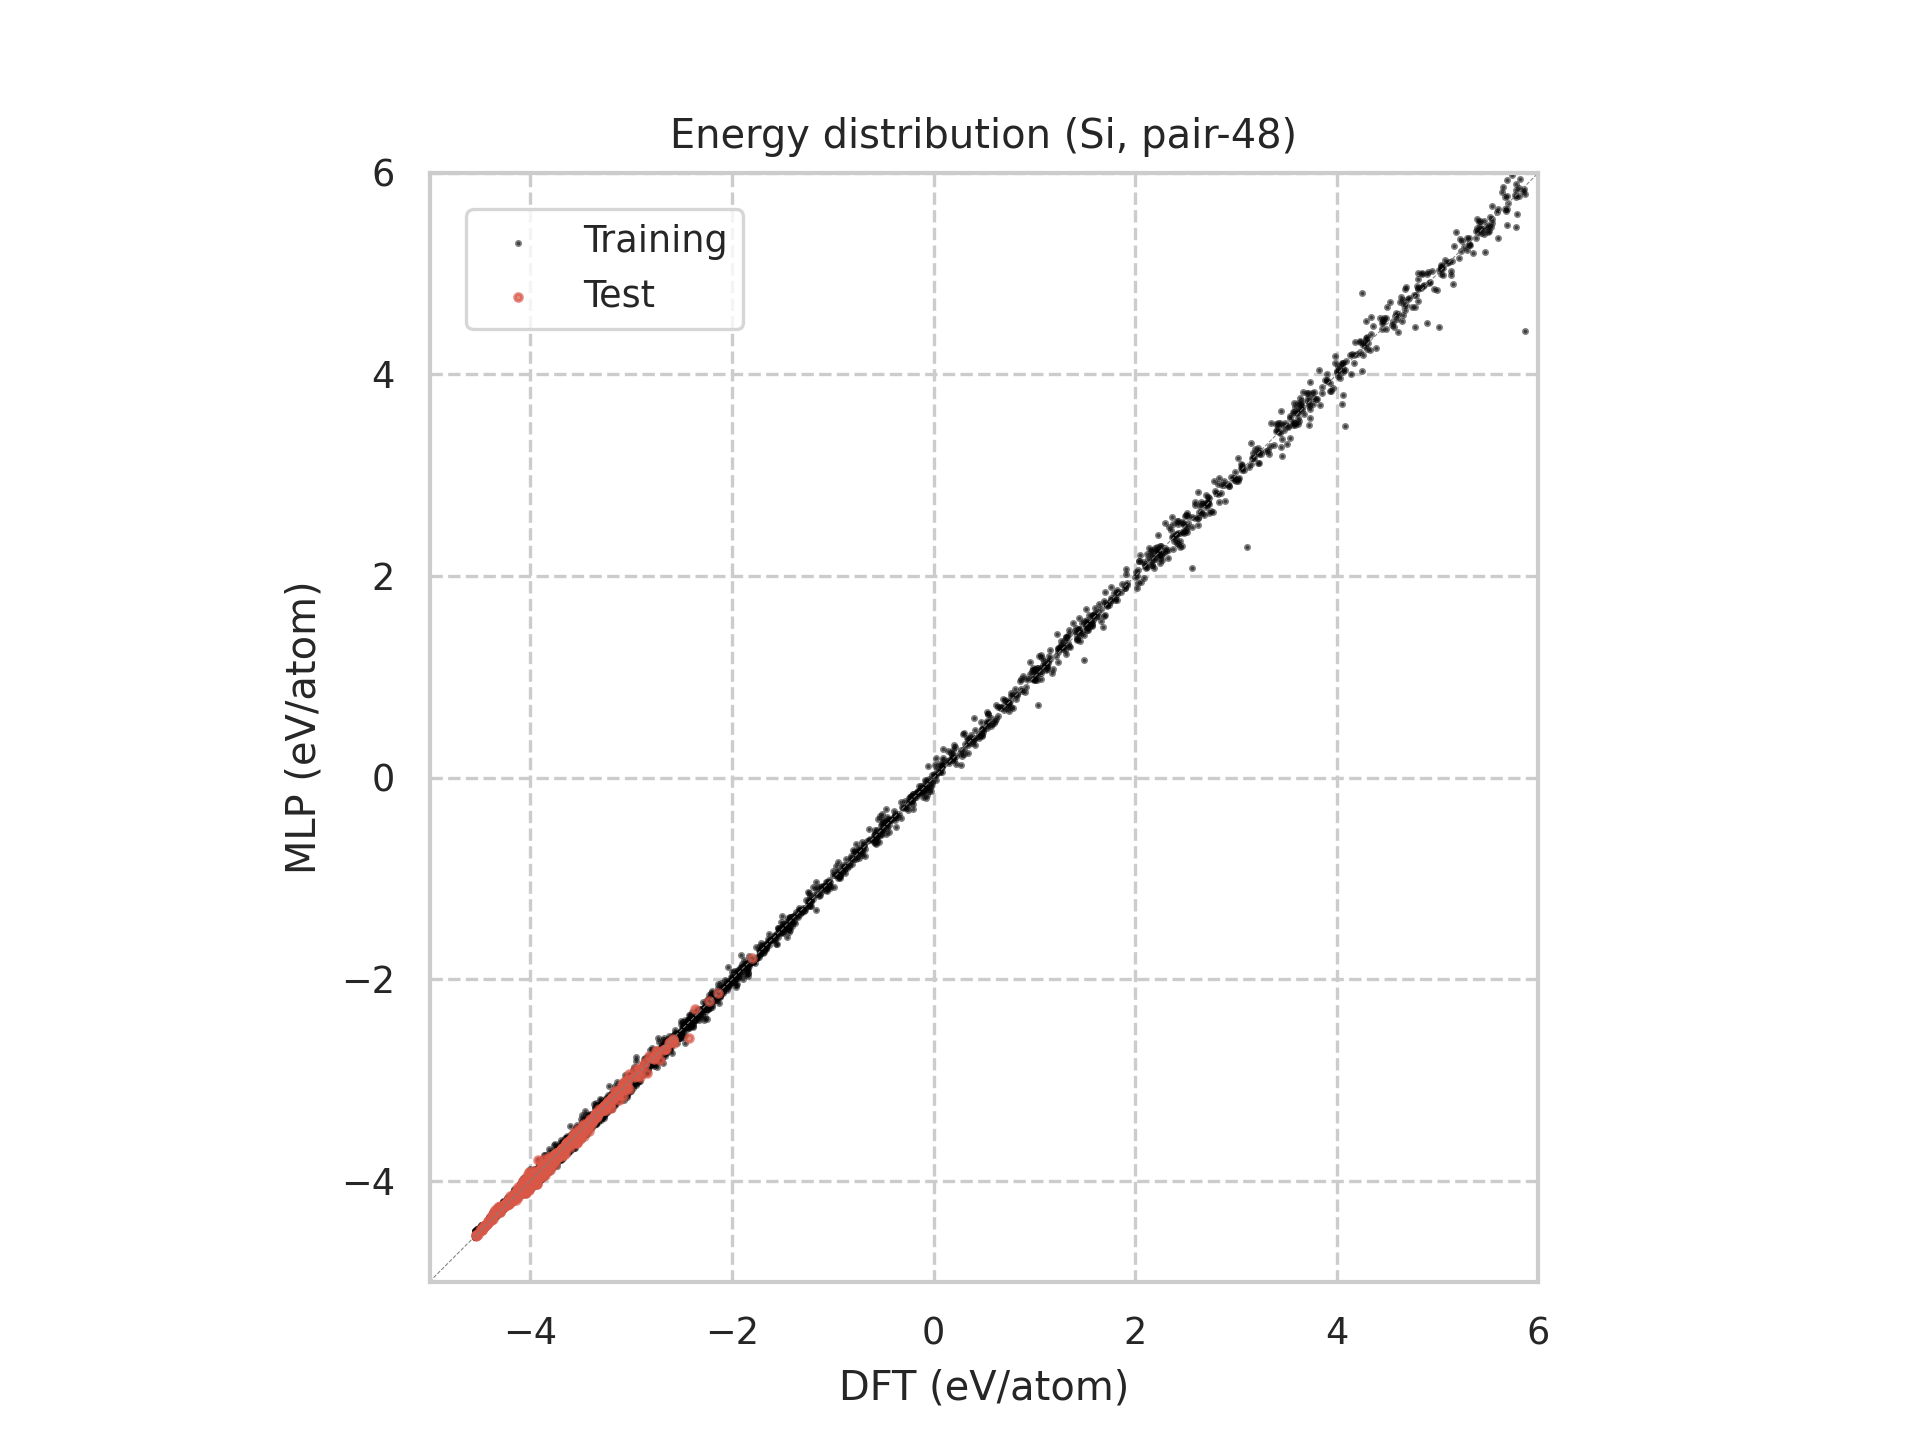 Energy distribution (Si, pair-48)
Training
Test
6
4
2
0
−2
−4
MLP (eV/atom)
−4
−2
0
2
4
6
DFT (eV/atom)